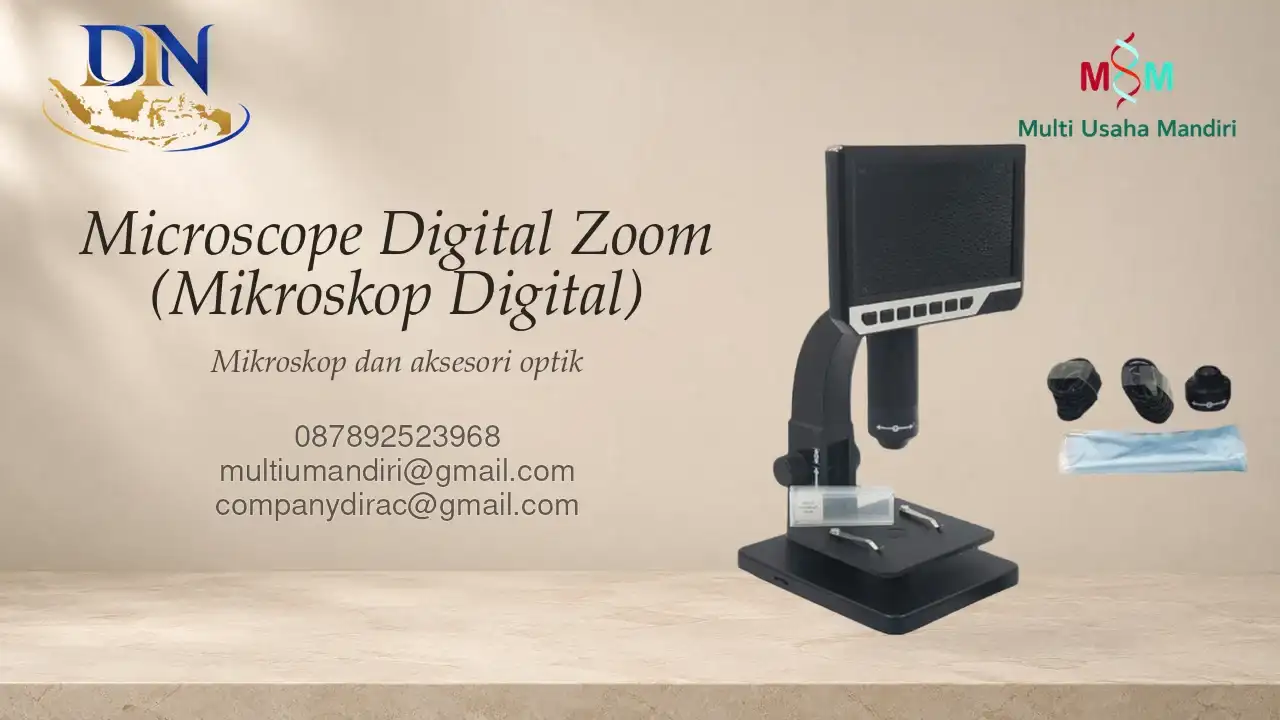 DN
MSM
Multi Usaha Mandiri
Microscope Digital Zoom
(Mikroskop Digital)
Mikroskop dan aksesori optik
087892523968
multiumandiri@gmail.com
companydirac@gmail.com